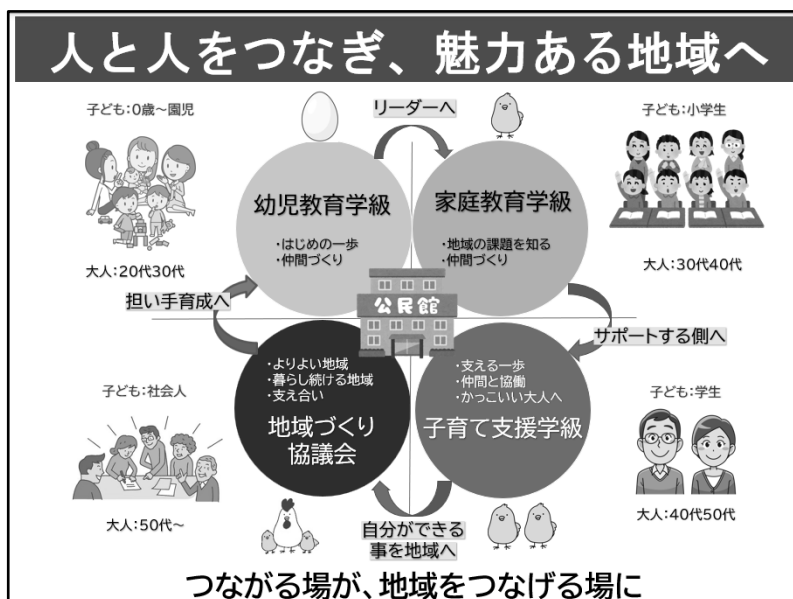 人と人をつなぎ、魅力ある地域へ
子ども:0歳～園児
大人:20代30代
リーダーへ
子ども:小学生
大人:30代40代
幼児教育学級
・はじめの一歩
・仲間づくり
家庭教育学級
・地域の課題を知る
・仲間づくり
公民館
担い手育成へ
サポートする側へ
・よりよい地域
・暮らし続ける地域
・支え合い
地域づくり
協議会
・支える一歩
・仲間と協働
・かっこいい大人へ
子育て支援学級
子ども:社会人
大人:50代～
子ども:学生
大人:40代50代
自分ができる
事を地域へ
つながる場が、地域をつなげる場に